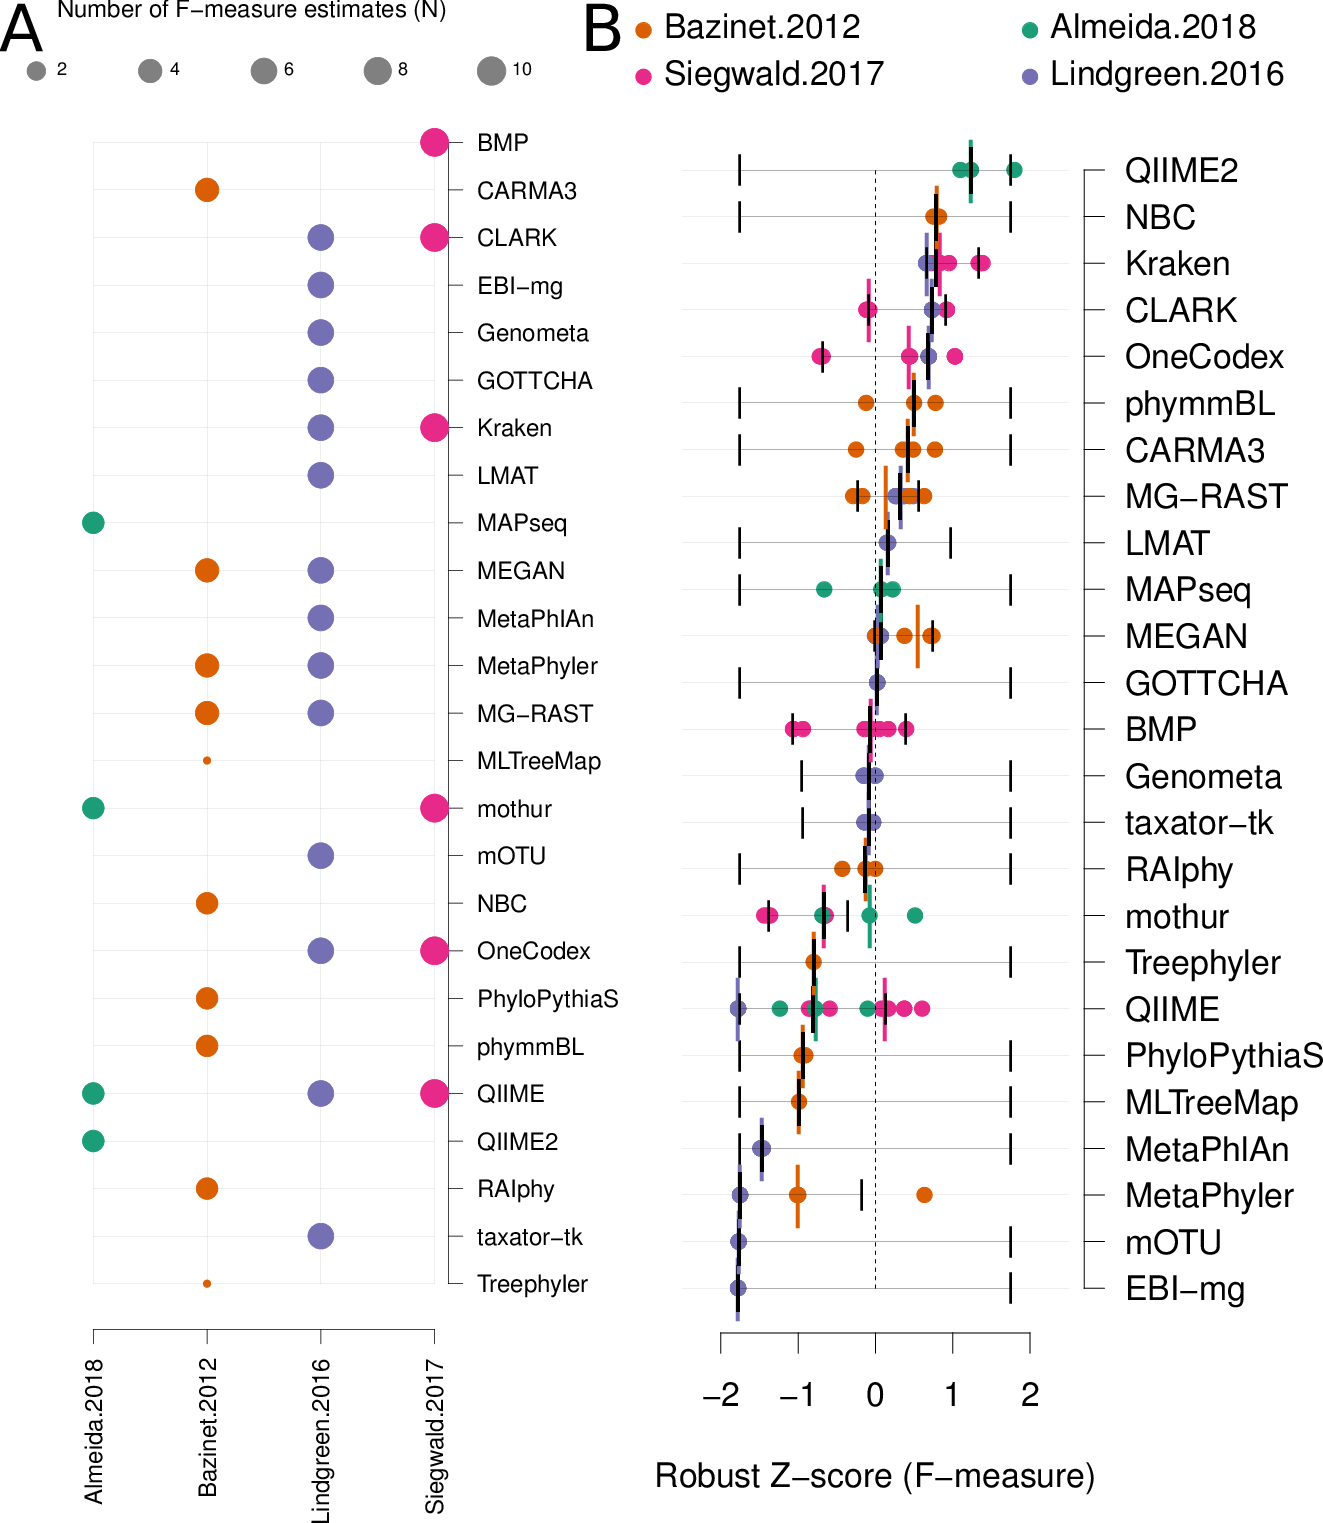 Number of F−measure estimates (N)
A
2 4 6 8 10
BMP
CARMA3
CLARK
EBI−mg
Genometa
GOTTCHA
Kraken
LMAT
MAPseq
MEGAN
MetaPhlAn
MetaPhyler
MG−RAST
MLTreeMap
mothur
mOTU
NBC
OneCodex
PhyloPythiaS
phymmBL
QIIME
QIIME2
RAIphy
taxator−tk
Treephyler
Almeida.2018
Bazinet.2012
Lindgreen.2016
Siegwald.2017
B
Bazinet.2012 Almeida.2018
Siegwald.2017 Lindgreen.2016
QIIME2
NBC
Kraken
CLARK
OneCodex
phymmBL
CARMA3
MG−RAST
LMAT
MAPseq
MEGAN
GOTTCHA
BMP
Genometa
taxator−tk
RAIphy
mothur
Treephyler
QIIME
PhyloPythiaS
MLTreeMap
MetaPhlAn
MetaPhyler
mOTU
EBI−mg
−2 −1 0 1 2
Robust Z−score (F−measure)